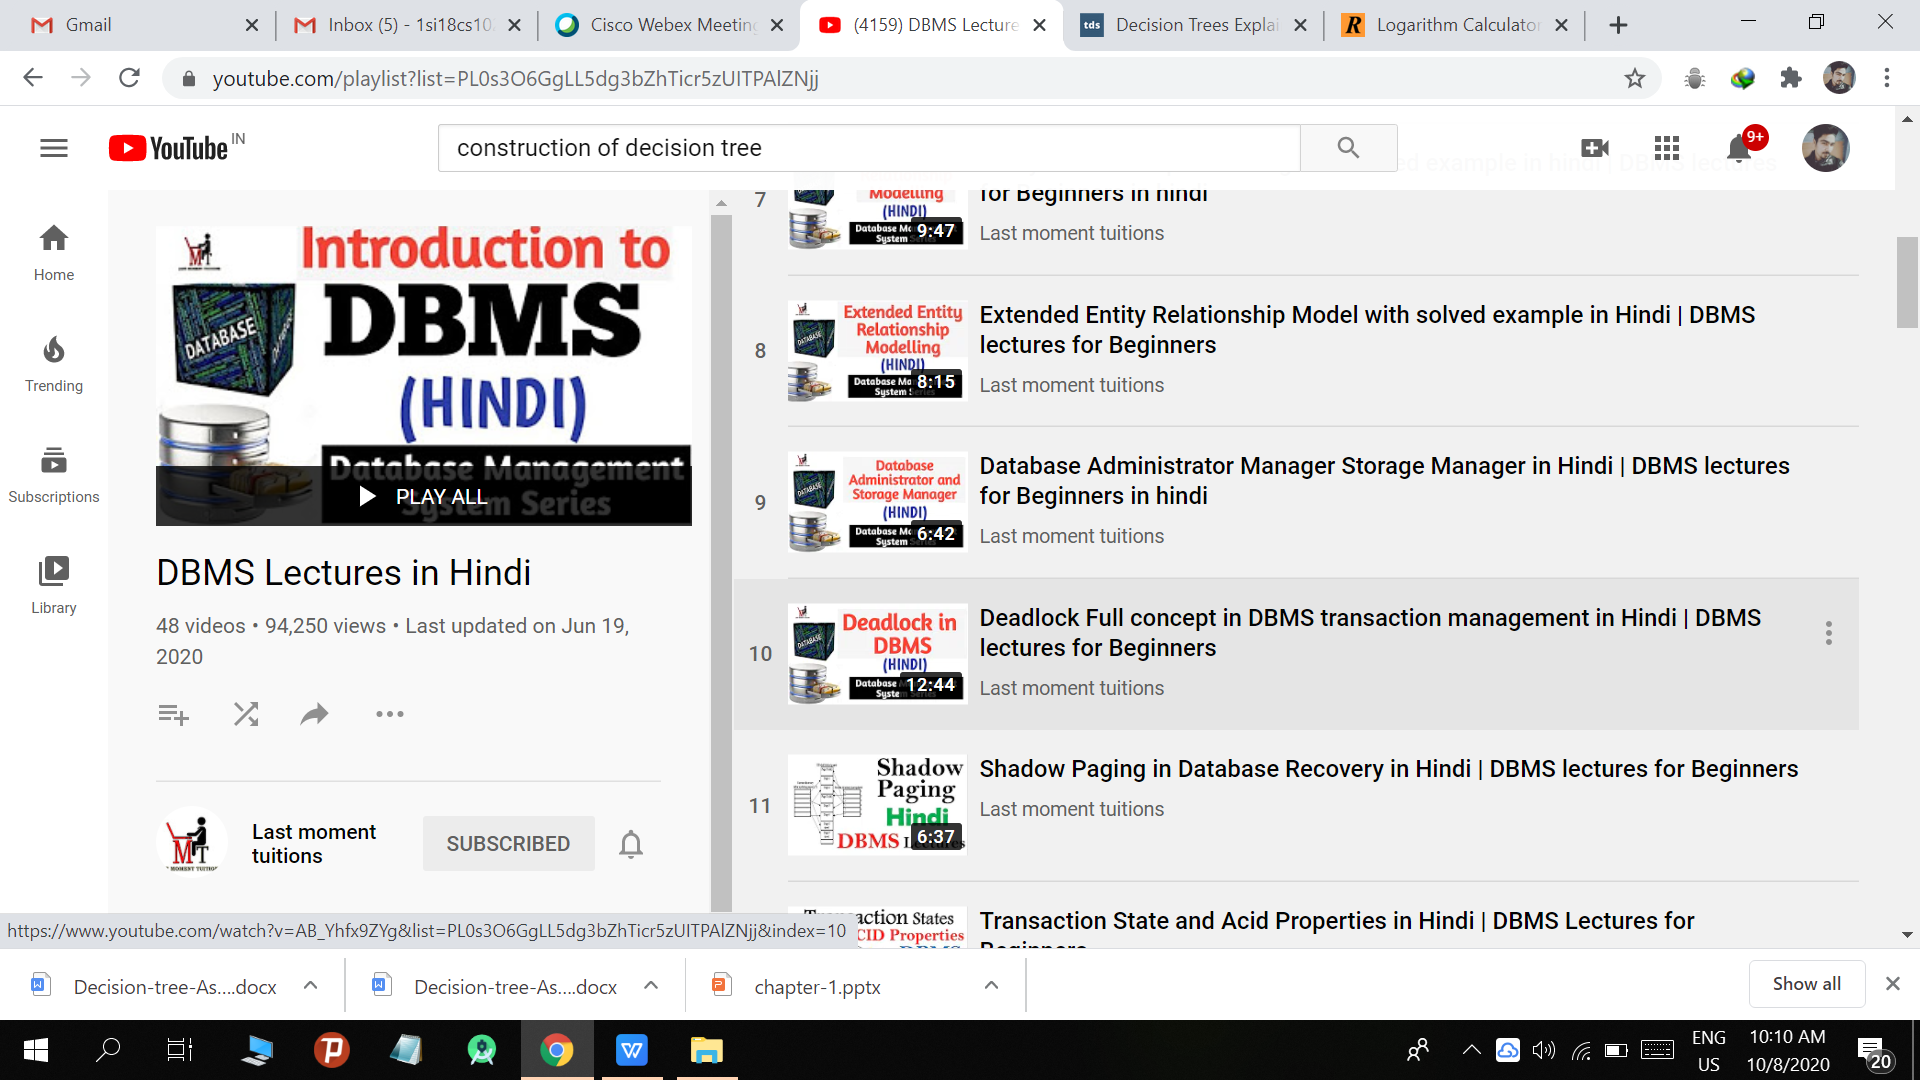 Gmail
Inbox (5) - 1si18cs10
Cisco Webex Meeting
(4159) DBMS Lecture
tds
Decision Trees Explai
R
Logarithm Calculator
youtube.com/playlist?list=PL0s3O6GgLL5dg3bZhTicr5zUITPAlZNjj
YouTube IN
construction of decision tree
9+
Home
Trending
Subscriptions
Library
Introduction to
DBMS
(HINDI)
DATABASE
Database Management
System Series
PLAY ALL
DBMS Lectures in Hindi
48 videos • 94,250 views • Last updated on Jun 19,
2020
Last moment
tuitions
SUBSCRIBED
7
Modelling
(HINDI)
9:47
for Beginners in hindi
Last moment tuitions
8
Extended Entity
Relationship
Modelling
(HINDI)
8:15
Extended Entity Relationship Model with solved example in Hindi | DBMS
lectures for Beginners
Last moment tuitions
9
Database
Administrator and
Storage Manager
(HINDI)
6:42
Database Administrator Manager Storage Manager in Hindi | DBMS lectures
for Beginners in hindi
Last moment tuitions
10
Deadlock in
DBMS
(HINDI)
12:44
Deadlock Full concept in DBMS transaction management in Hindi | DBMS
lectures for Beginners
Last moment tuitions
11
Shadow
Paging
Hindi
DBMS
6:37
Shadow Paging in Database Recovery in Hindi | DBMS lectures for Beginners
Last moment tuitions
Transaction State and Acid Properties in Hindi | DBMS Lectures for
Beginners
https://www.youtube.com/watch?v=AB_Yhfx9ZYg&list=PL0s3O6GgLL5dg3bZhTicr5zUITPAlZNjj&index=10
Decision-tree-As....docx
Decision-tree-As....docx
chapter-1.pptx
Show all
ENG
US
10:10 AM
10/8/2020
20